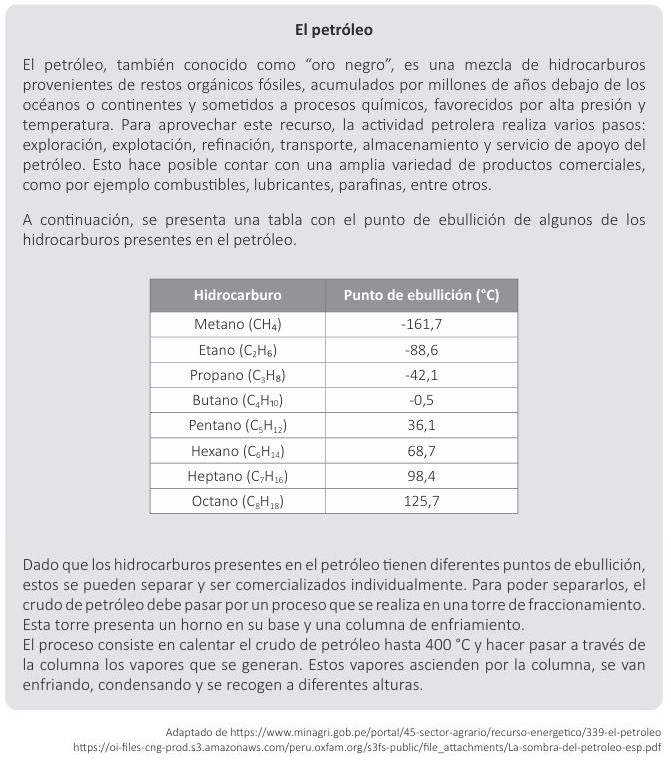 El petróleo
El petróleo, también conocido como “oro negro”, es una mezcla de hidrocarburos
provenientes de restos orgánicos fósiles, acumulados por millones de años debajo de los
océanos o continentes y sometidos a procesos químicos, favorecidos por alta presión y
temperatura. Para aprovechar este recurso, la actividad petrolera realiza varios pasos:
exploración, explotación, refinación, transporte, almacenamiento y servicio de apoyo del
petróleo. Esto hace posible contar con una amplia variedad de productos comerciales,
como por ejemplo combustibles, lubricantes, parafinas, entre otros.
A continuación, se presenta una tabla con el punto de ebullición de algunos de los
hidrocarburos presentes en el petróleo.
Hidrocarburo Punto de ebullición (°C)
Metano (CH₄) -161,7
Etano (C₂H₆) -88,6
Propano (C₃H₈) -42,1
Butano (C₄H₁₀) -0,5
Pentano (C₅H₁₂) 36,1
Hexano (C₆H₁₄) 68,7
Heptano (C₇H₁₆) 98,4
Octano (C₈H₁₈) 125,7
Dado que los hidrocarburos presentes en el petróleo tienen diferentes puntos de ebullición,
estos se pueden separar y ser comercializados individualmente. Para poder separarlos, el
crudo de petróleo debe pasar por un proceso que se realiza en una torre de fraccionamiento.
Esta torre presenta un horno en su base y una columna de enfriamiento.
El proceso consiste en calentar el crudo de petróleo hasta 400 °C y hacer pasar a través de
la columna los vapores que se generan. Estos vapores ascienden por la columna, se van
enfriando, condensando y se recogen a diferentes alturas.
Adaptado de https://www.minagri.gob.pe/portal/45-sector-agrario/recurso-energetico/339-el-petroleo
https://oi-files-cng-prod.s3.amazonaws.com/peru.oxfam.org/s3fs-public/file_attachments/La-sombra-del-petroleo-esp.pdf